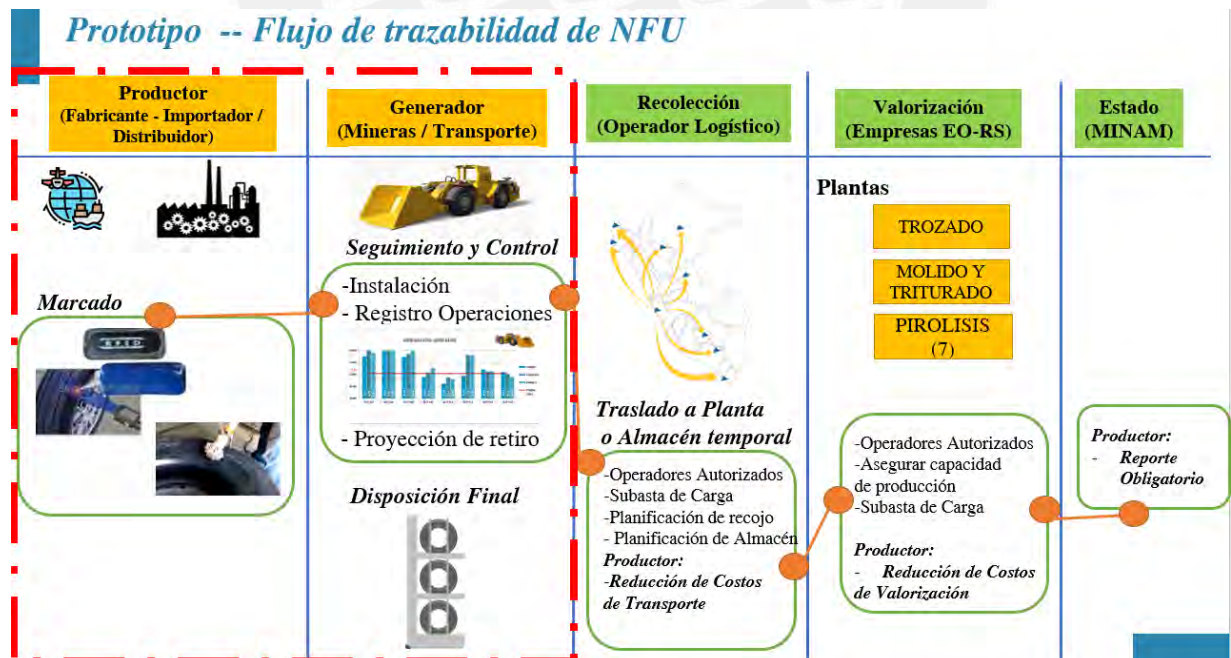 Prototipo -- Flujo de trazabilidad de NFU
Productor
(Fabricante - Importador /
Distribuidor)
Generador
(Mineras / Transporte)
Recolección
(Operador Logístico)
Valorización
(Empresas EO-RS)
Estado
(MINAM)
Marcado
RFID
Seguimiento y Control
-Instalación
- Registro Operaciones
- Proyección de retiro
Disposición Final
Traslado a Planta
o Almacén temporal
-Operadores Autorizados
-Subasta de Carga
-Planificación de recojo
- Planificación de Almacén
Productor:
-Reducción de Costos
de Transporte
Plantas
TROZADO
MOLIDO Y
TRITURADO
PIROLISIS
(7)
-Operadores Autorizados
-Asegurar capacidad
de producción
-Subasta de Carga
Productor:
- Reducción de Costos
de Valorización
Productor:
- Reporte
Obligatorio